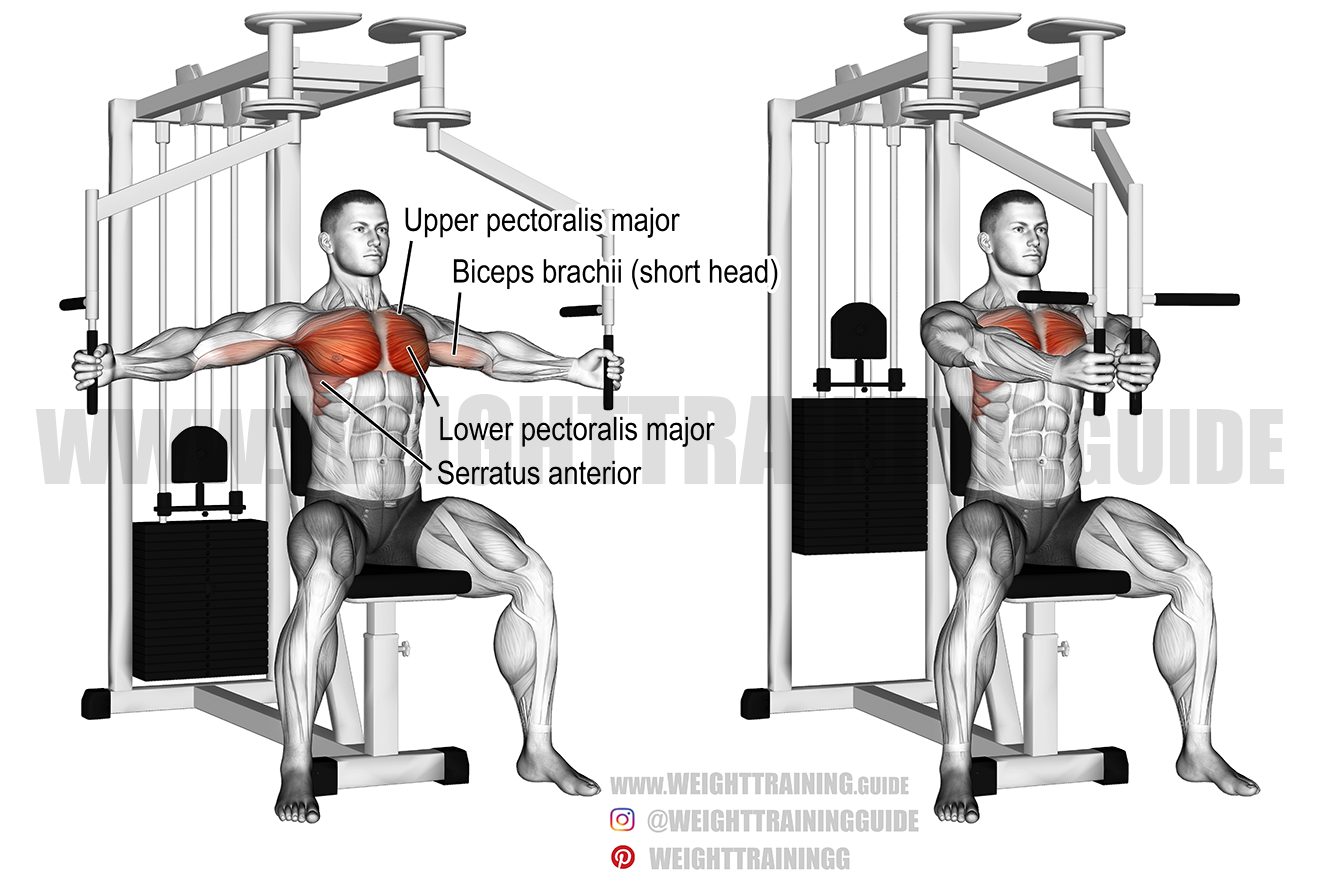 Upper pectoralis major
Biceps brachii (short head)
WWW.WEIGHTTRAINING.GUIDE
Lower pectoralis major
Serratus anterior
www.WEIGHTTRAINING.GUIDE
@WEIGHTTRAININGGUIDE
WEIGHTTRAININGG